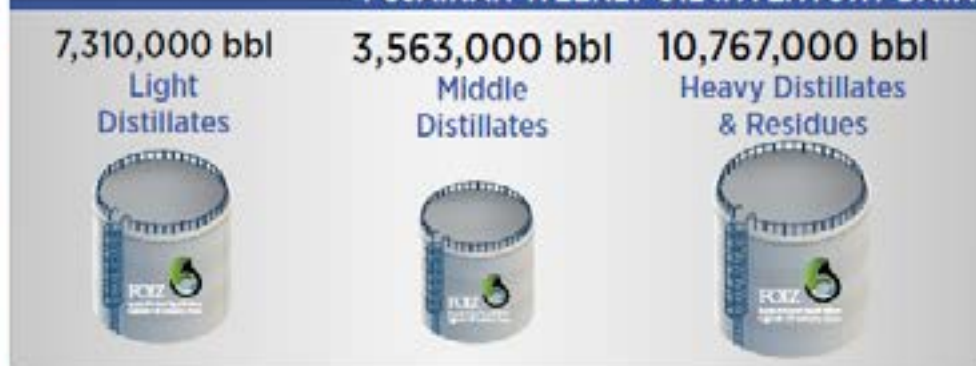 7,310,000 bbl
Light
Distillates
3,563,000 bbl
Middle
Distillates
10,767,000 bbl
Heavy Distillates
& Residues
FOIZ
FOIZ
FOIZ